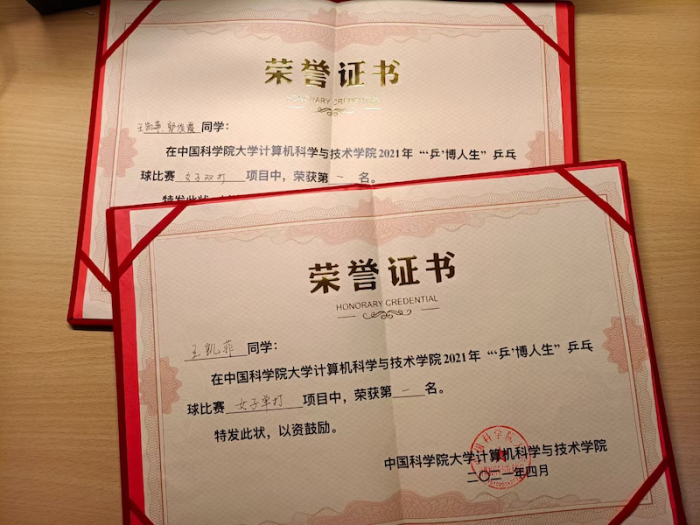 荣誉证书
HONORARY CREDENTIAL
同学：
在中国科学院大学计算机科学与技术学院2021年“‘乒’博人生”乒乓
球比赛 女子双打 项目中，荣获第 一 名。
特发此状，
荣誉证书
HONORARY CREDENTIAL
王凯菲 同学：
在中国科学院大学计算机科学与技术学院2021年“‘乒’博人生”乒乓
球比赛 女子单打 项目中，荣获第 一 名。
特发此状，以资鼓励。
中国科学院大学计算机科学与技术学院
二〇二一年四月